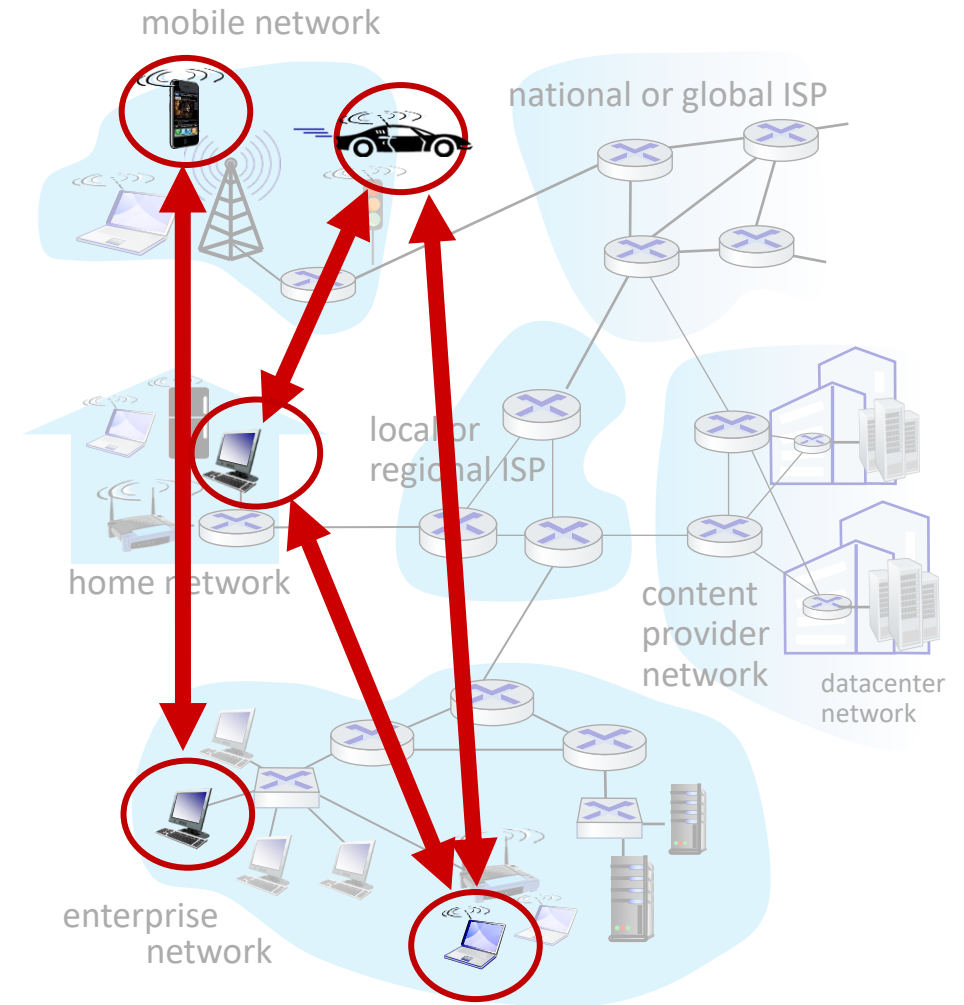 mobile network
national or global ISP
local or
regional ISP
home network
content
provider
network
datacenter
network
enterprise
network